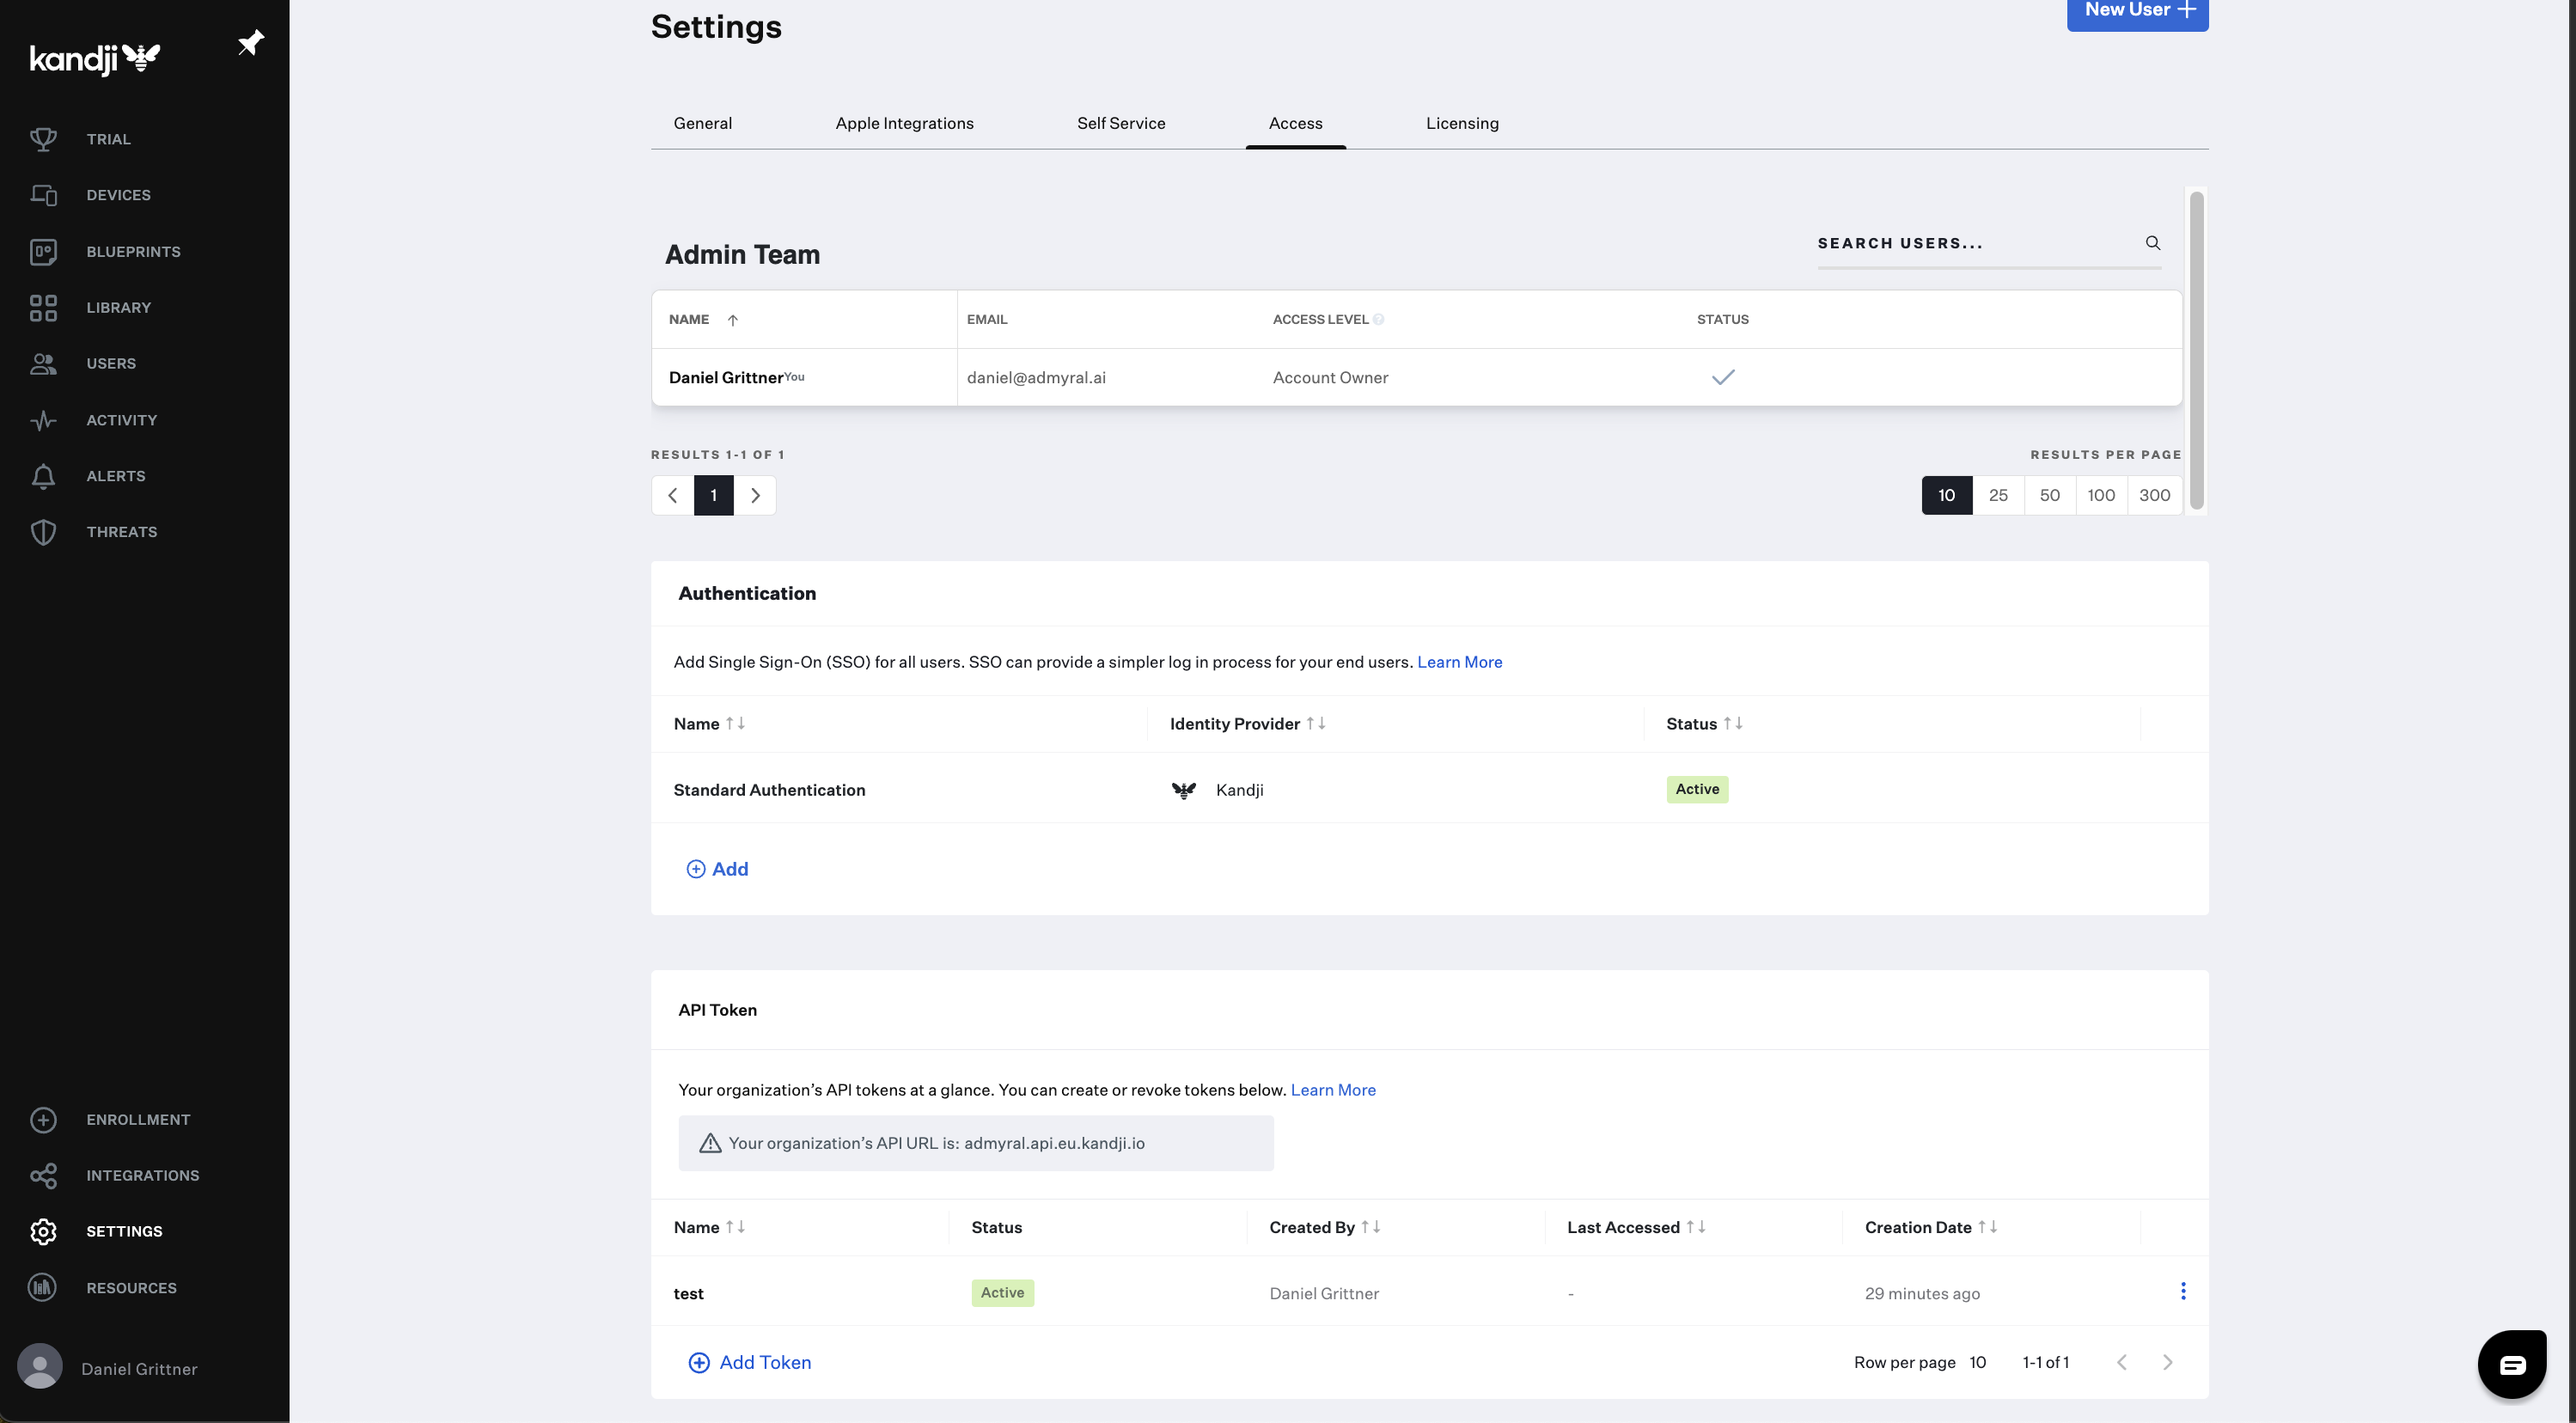 kandji
TRIAL
DEVICES
BLUEPRINTS
LIBRARY
USERS
ACTIVITY
ALERTS
THREATS
ENROLLMENT
INTEGRATIONS
SETTINGS
RESOURCES
Daniel Grittner
Settings
New User
General Apple Integrations Self Service Access Licensing
Admin Team
SEARCH USERS...
NAME EMAIL ACCESS LEVEL ? STATUS
Daniel Grittner You daniel@admyral.ai Account Owner
RESULTS 1-1 OF 1 RESULTS PER PAGE
1 10 25 50 100 300
Authentication
Add Single Sign-On (SSO) for all users. SSO can provide a simpler log in process for your end users. Learn More
Name Identity Provider Status
Standard Authentication Kandji Active
Add
API Token
Your organization’s API tokens at a glance. You can create or revoke tokens below. Learn More
Your organization’s API URL is: admyral.api.eu.kandji.io
Name Status Created By Last Accessed Creation Date
test Active Daniel Grittner - 29 minutes ago
Add Token Row per page 10 1-1 of 1